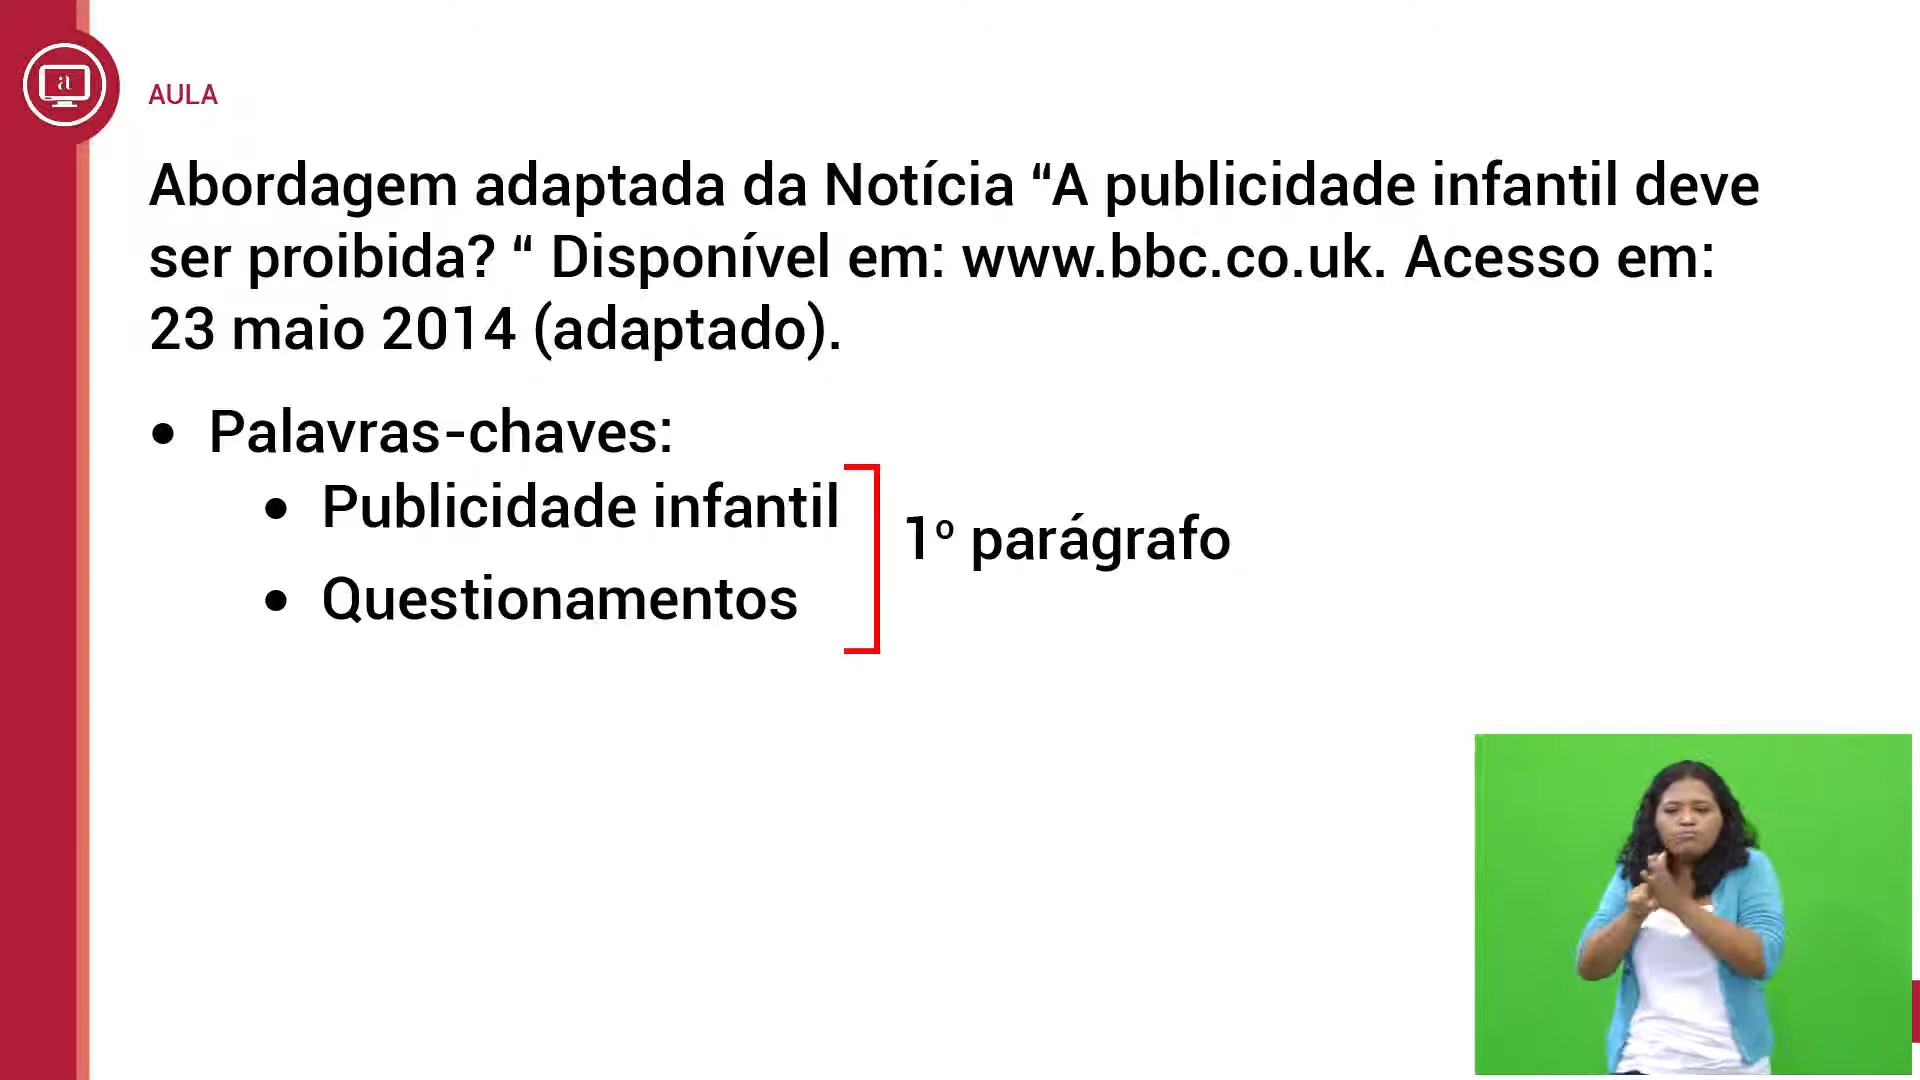 a
AULA
Abordagem adaptada da Notícia “A publicidade infantil deve
ser proibida? “ Disponível em: www.bbc.co.uk. Acesso em:
23 maio 2014 (adaptado).
• Palavras-chaves:
• Publicidade infantil
• Questionamentos
1º parágrafo